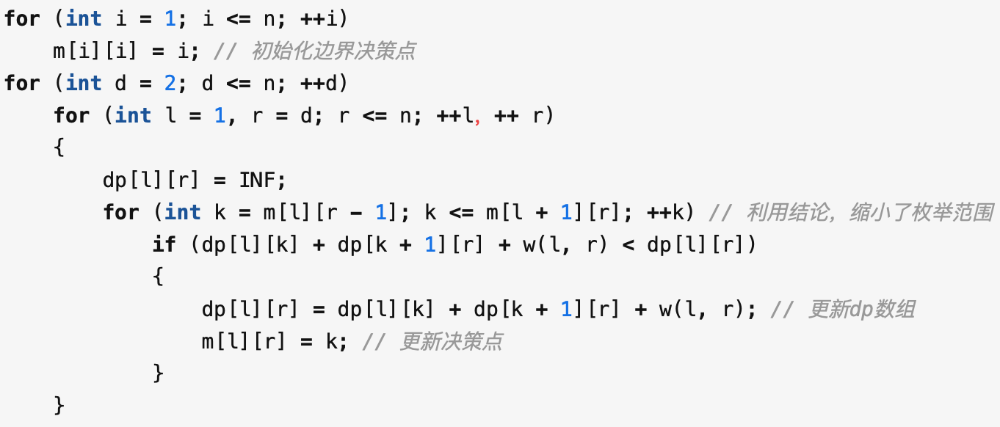 for (int i = 1; i <= n; ++i)
    m[i][i] = i; // 初始化边界决策点
for (int d = 2; d <= n; ++d)
    for (int l = 1, r = d; r <= n; ++l, ++ r)
    {
        dp[l][r] = INF;
        for (int k = m[l][r - 1]; k <= m[l + 1][r]; ++k) // 利用结论，缩小了枚举范围
            if (dp[l][k] + dp[k + 1][r] + w(l, r) < dp[l][r])
            {
                dp[l][r] = dp[l][k] + dp[k + 1][r] + w(l, r); // 更新dp数组
                m[l][r] = k; // 更新决策点
            }
    }